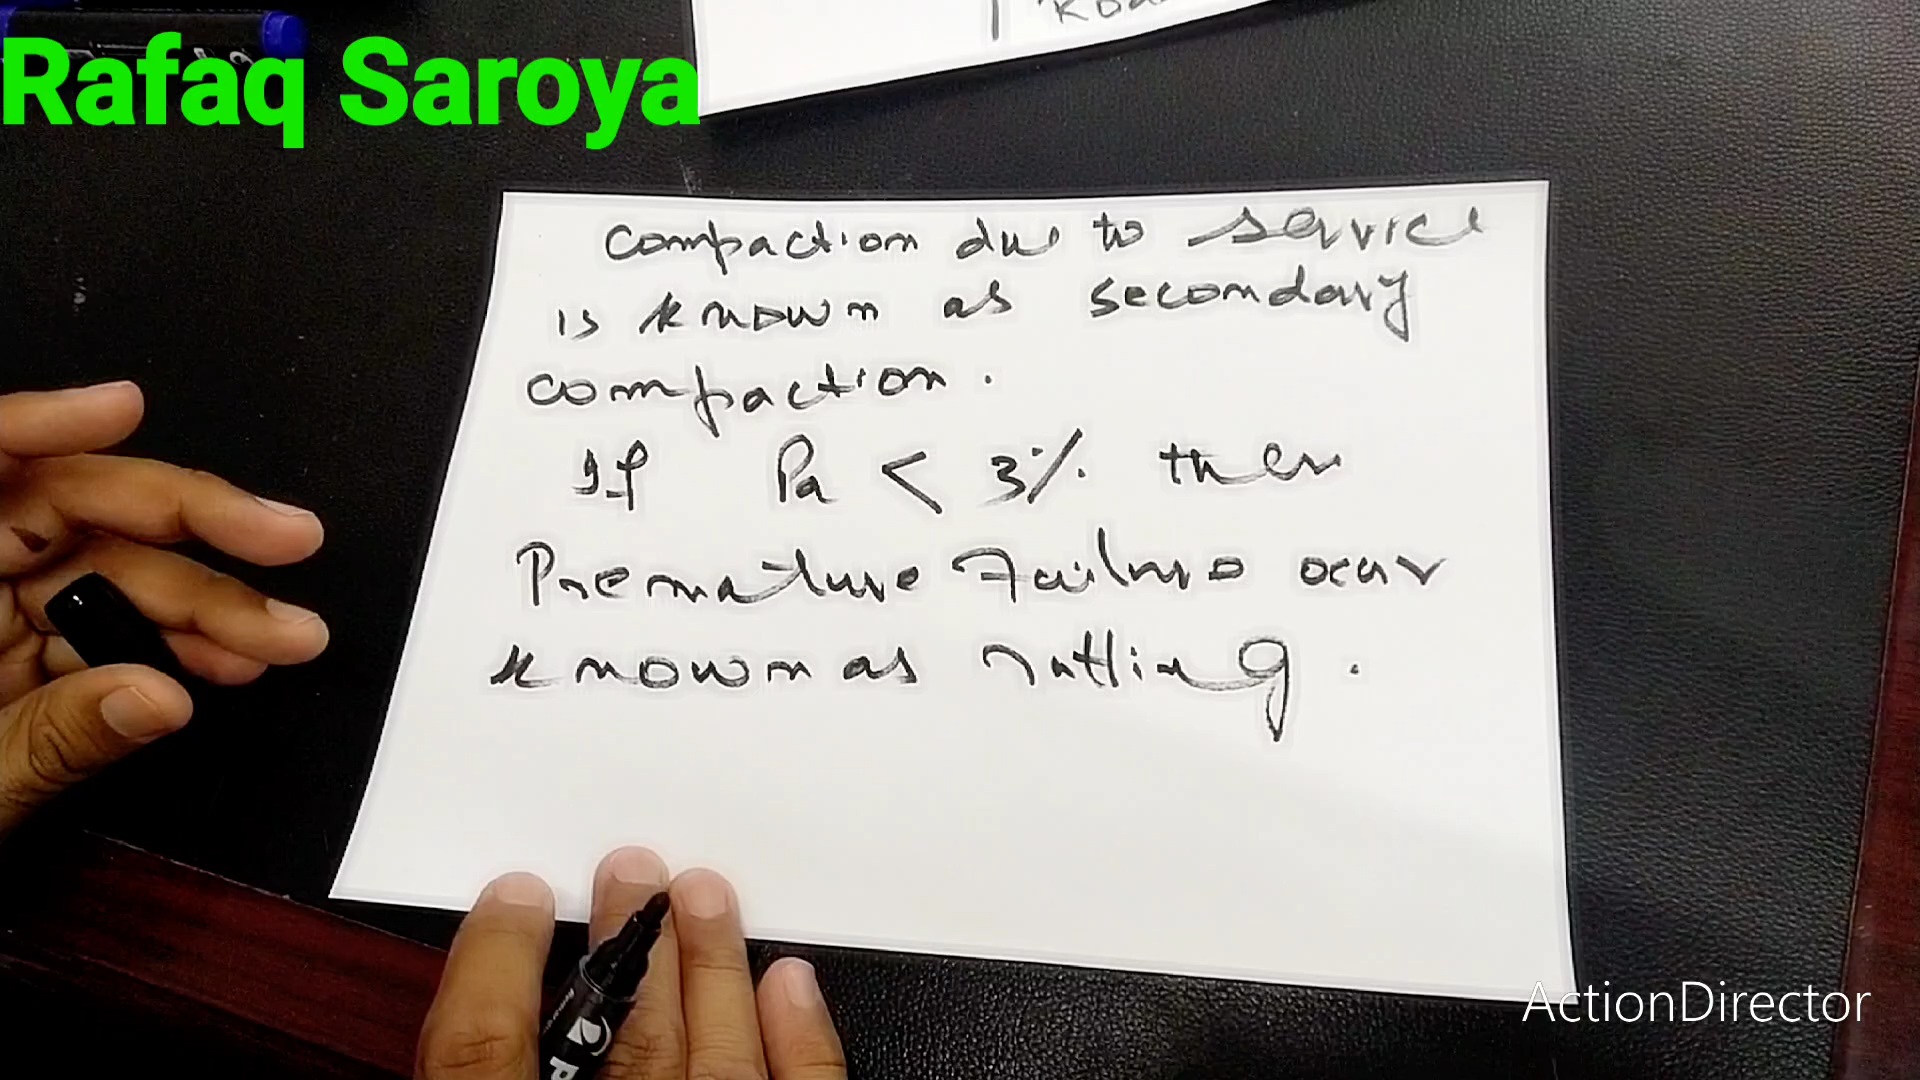 Rafaq Saroya
compaction due to service
is known as secondary
compaction.
If Pa < 3% then
Premature Failure occur
known as rutting.
ActionDirector